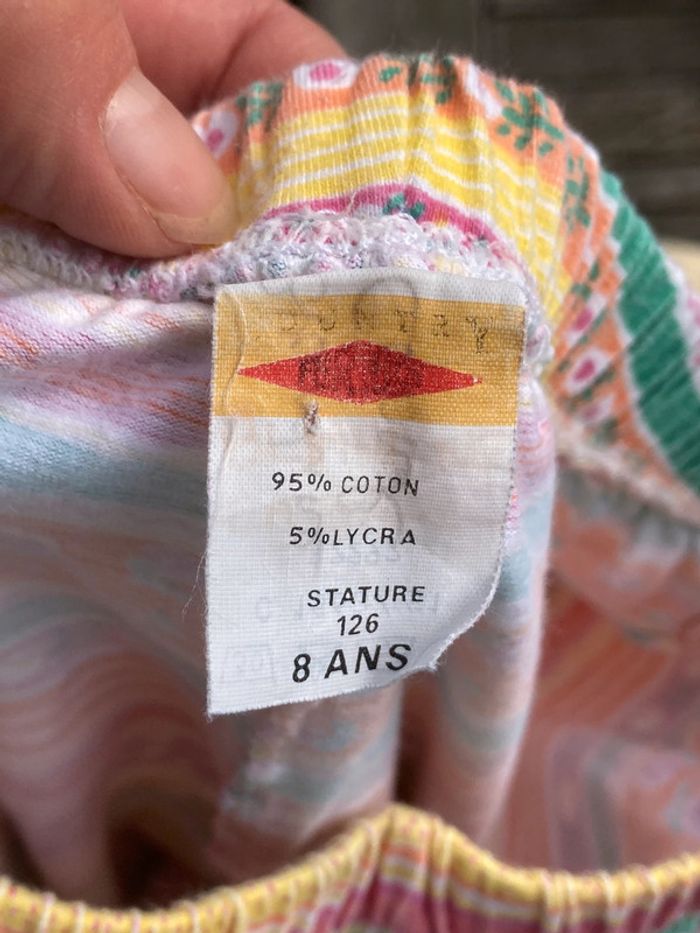 95% COTON
5% LYCRA
STATURE
126
8 ANS